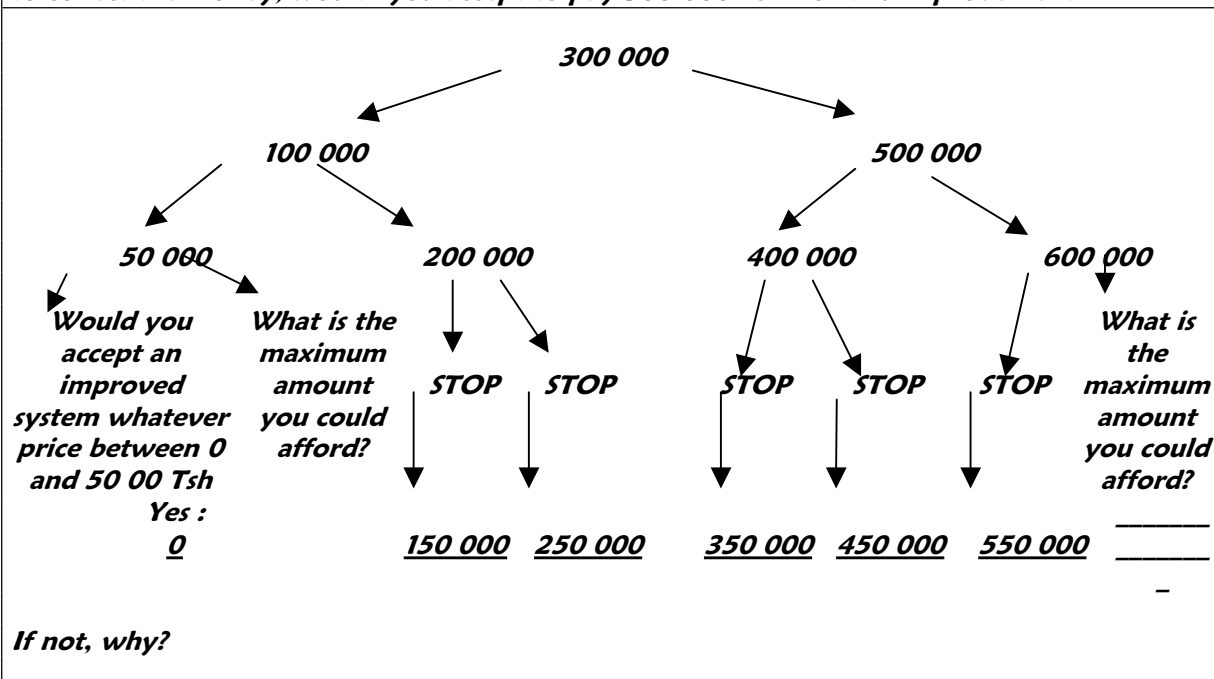 300 000
100 000 500 000
50 000 200 000 400 000 600 000
Would you
accept an
improved
system whatever
price between 0
and 50 00 Tsh
Yes :
0
What is the
maximum
amount
you could
afford?
STOP STOP STOP STOP STOP
What is
the
maximum
amount
you could
afford?
150 000 250 000 350 000 450 000 550 000
If not, why?